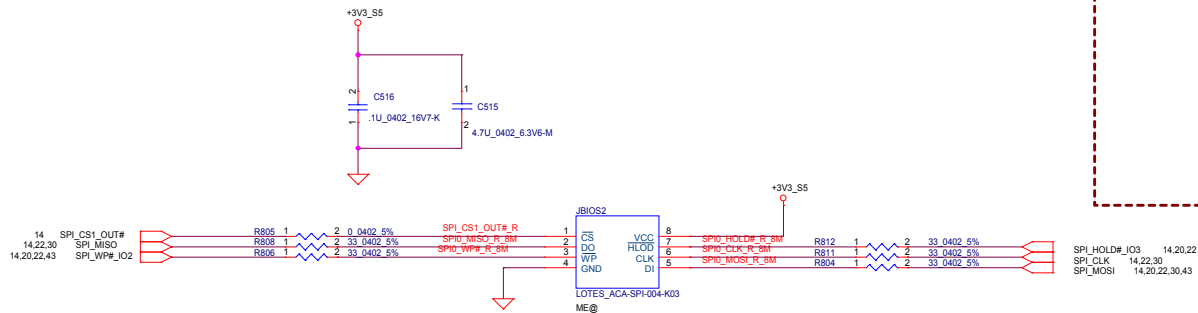 +3V3_S5
2
C516
.1U_0402_16V7-K
1
1
C515
2
4.7U_0402_6.3V6-M
+3V3_S5
JBIOS2
14 SPI_CS1_OUT# R805 1 2 0_0402_5% SPI_CS1_OUT#_R 1 CS VCC 8
14,22,30 SPI_MISO R808 1 2 33_0402_5% SPI0_MISO_R_8M 2 DO HLOD 7 SPI0_HOLD#_R_8M R812 1 2 33_0402_5% SPI_HOLD#_IO3 14,20,22
14,20,22,43 SPI_WP#_IO2 R806 1 2 33_0402_5% SPI0_WP#_R_8M 3 WP CLK 6 SPI0_CLK_R_8M R811 1 2 33_0402_5% SPI_CLK 14,22,30
4 GND DI 5 SPI0_MOSI_R_8M R804 1 2 33_0402_5% SPI_MOSI 14,20,22,30,43
LOTES_ACA-SPI-004-K03
ME@